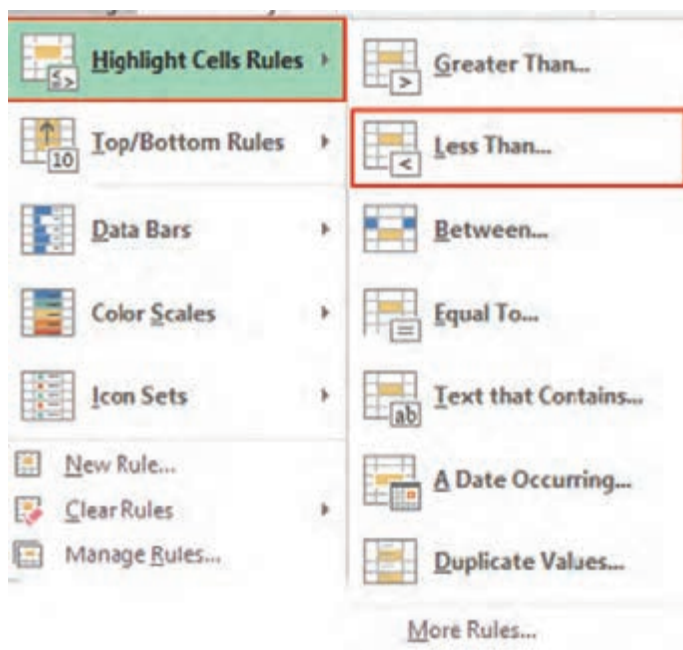 Highlight Cells Rules
Top/Bottom Rules
10
Data Bars
Color Scales
Icon Sets
New Rule...
Clear Rules
Manage Rules...
Greater Than...
>
Less Than...
<
Between...
Equal To...
=
Text that Contains...
ab
A Date Occurring...
Duplicate Values...
More Rules...